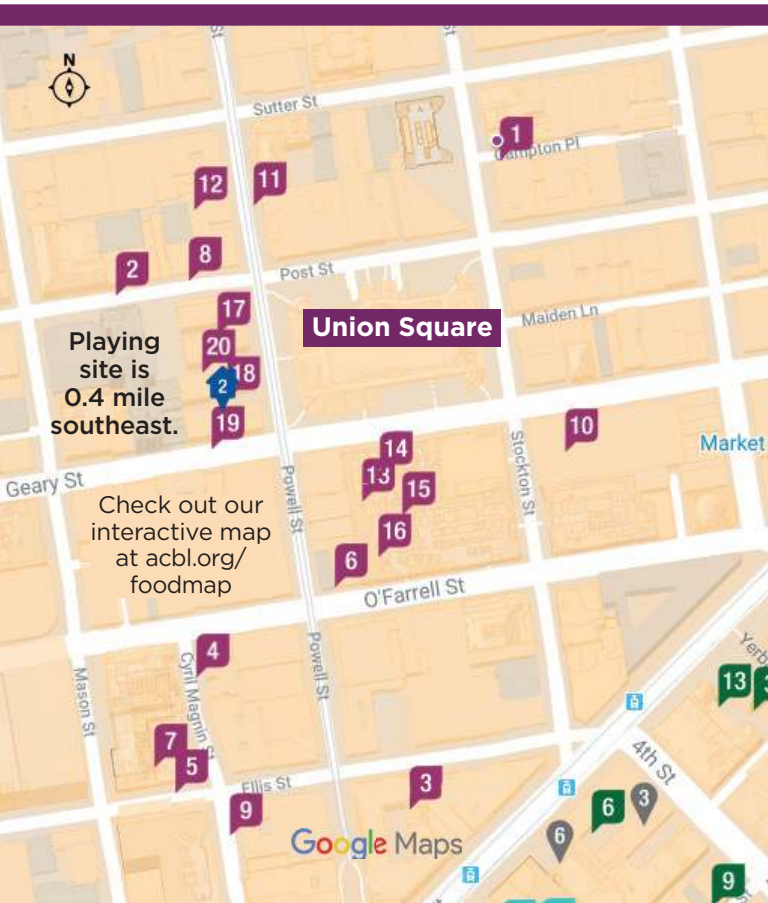 St
St
N
Sutter St
1
Campton Pl
12
11
8
2
Post St
17
Union Square
Maiden Ln
20
18
2
19
Playing
site is
0.4 mile
southeast.
10
14
13
15
16
6
Market
Stockton St
Powell St
Geary St
Check out our
interactive map
at acbl.org/
foodmap
O'Farrell St
4
Cyril Magnin St
Powell St
Mason St
7
5
Ellis St
9
3
Google Maps
13
4th St
6
3
6
9
St